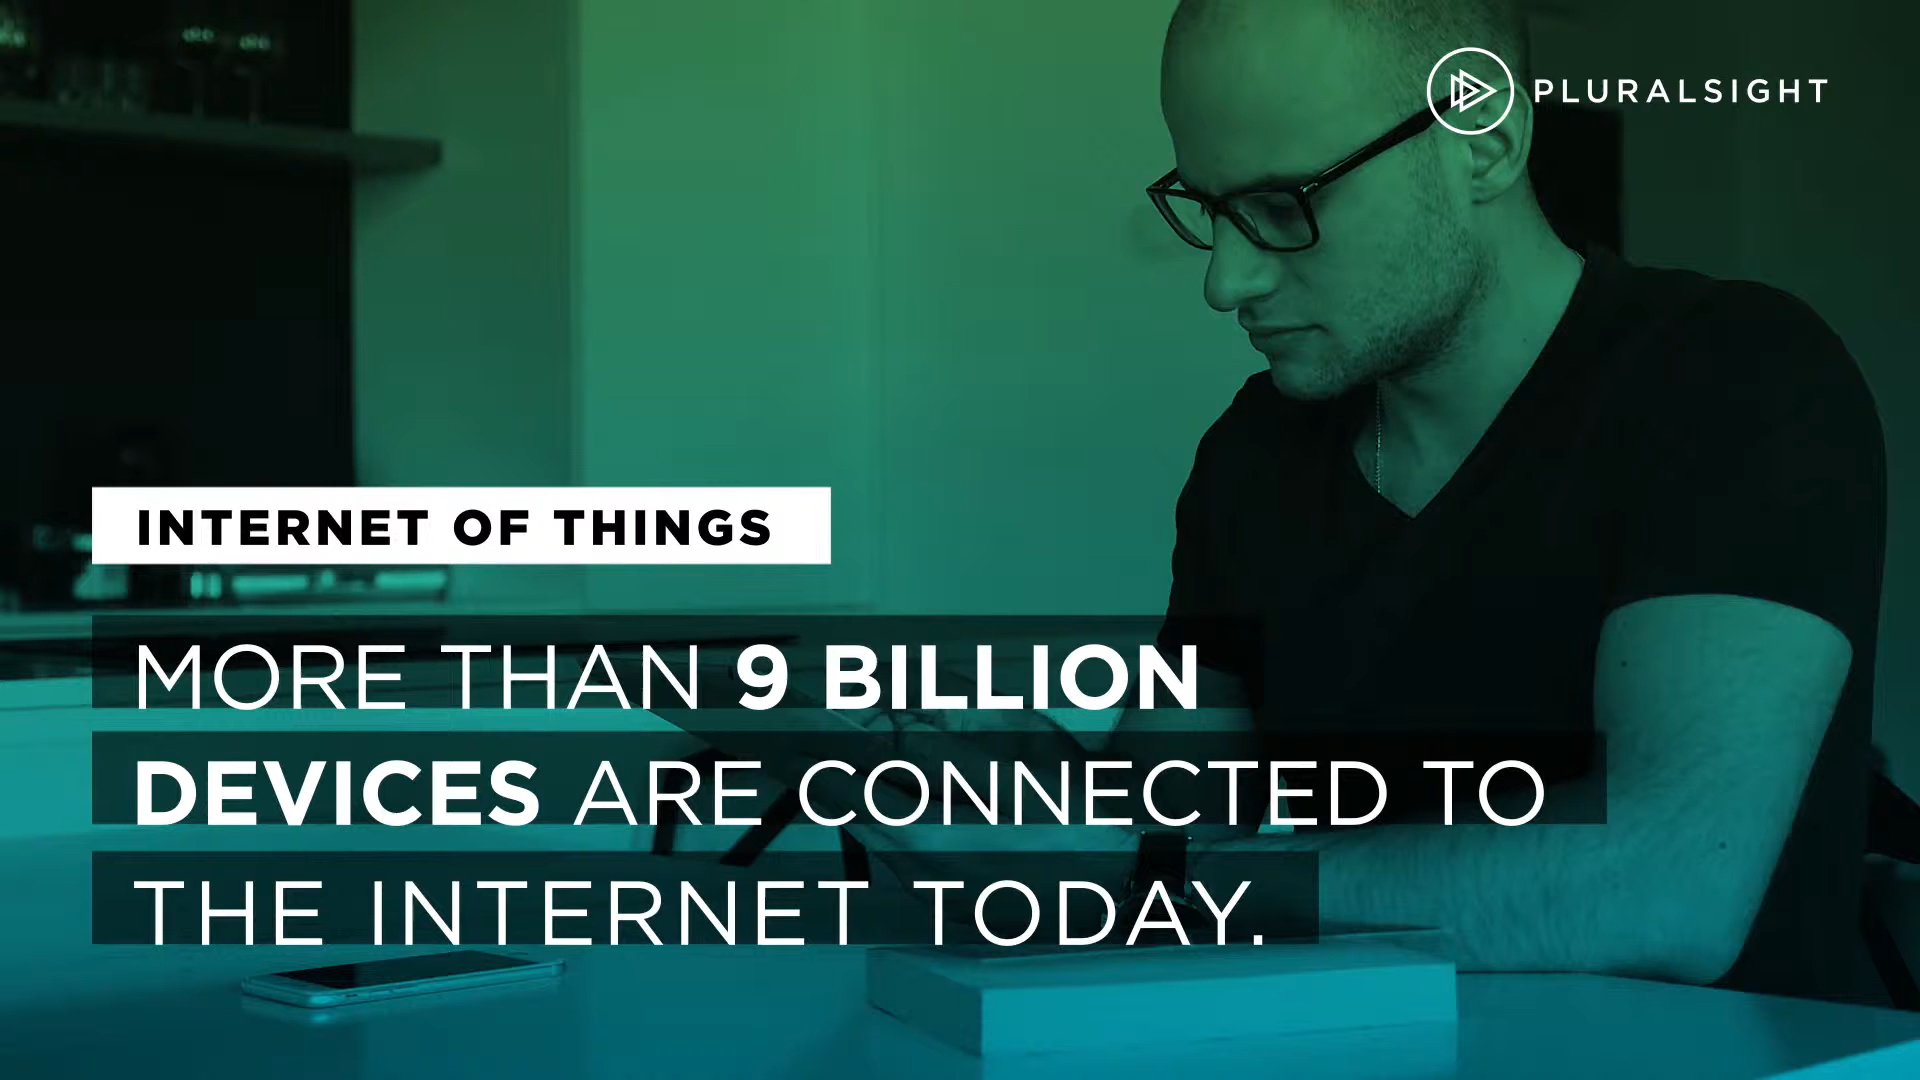 PLURALSIGHT
INTERNET OF THINGS
MORE THAN 9 BILLION
DEVICES ARE CONNECTED TO
THE INTERNET TODAY.